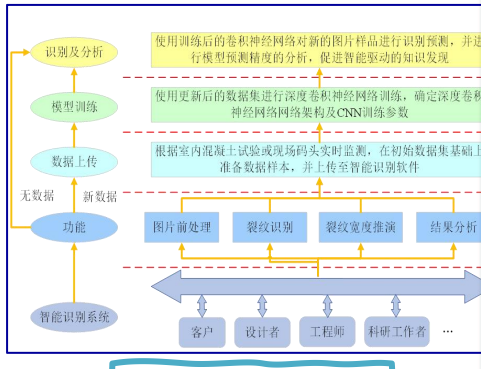 识别及分析
使用训练后的卷积神经网络对新的图片样品进行识别预测，并进
行模型预测精度的分析，促进智能驱动的知识发现
模型训练
使用更新后的数据集进行深度卷积神经网络训练，确定深度卷积
神经网络网络架构及CNN训练参数
数据上传
根据室内混凝土试验或现场码头实时监测，在初始数据集基础上
准备数据样本，并上传至智能识别软件
无数据
新数据
功能
图片前处理
裂纹识别
裂纹宽度推演
结果分析
智能识别系统
客户
设计者
工程师
科研工作者
…